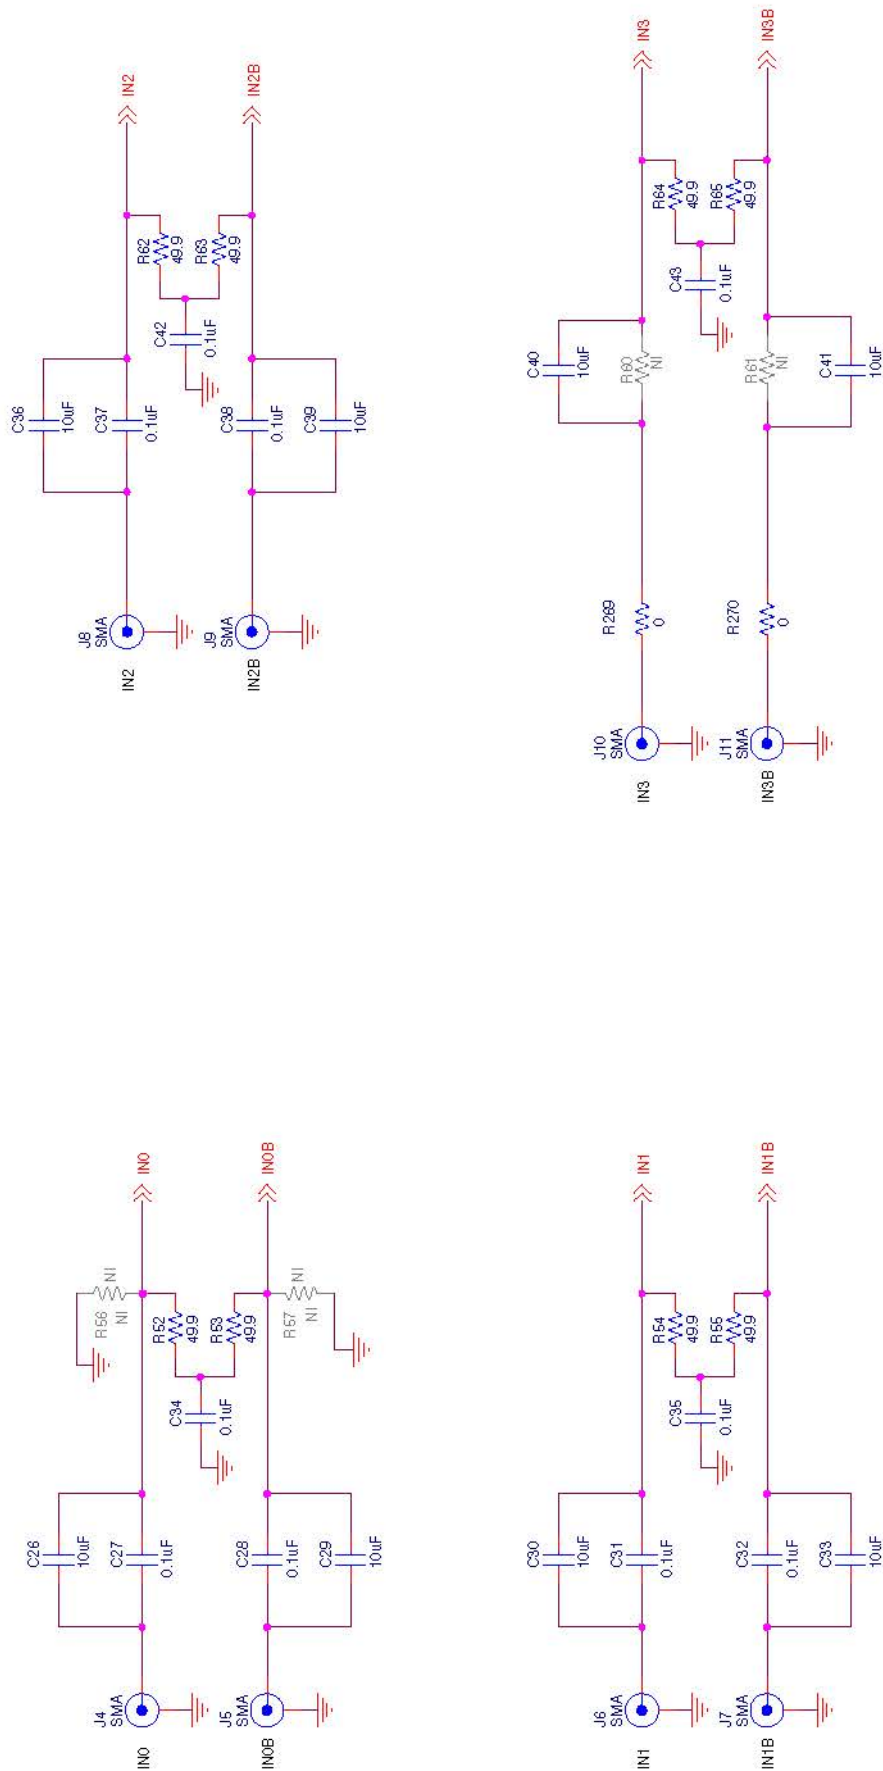 IN2
IN2B
C36
10uF
C37
0.1uF
R62
49.9
R63
49.9
C42
0.1uF
C38
0.1uF
C39
10uF
J8
SMA
IN2
J9
SMA
IN2B
IN3
IN3B
R64
49.9
R65
49.9
C43
0.1uF
C40
10uF
R60
NI
R61
NI
C41
10uF
R269
0
R270
0
J10
SMA
IN3
J11
SMA
IN3B
IN0
IN0B
R56
NI
NI
R52
49.9
R53
49.9
R57
NI
NI
C34
0.1uF
C26
10uF
C27
0.1uF
C28
0.1uF
C29
10uF
J4
SMA
IN0
J5
SMA
IN0B
IN1
IN1B
R54
49.9
R55
49.9
C35
0.1uF
C30
10uF
C31
0.1uF
C32
0.1uF
C33
10uF
J6
SMA
IN1
J7
SMA
IN1B